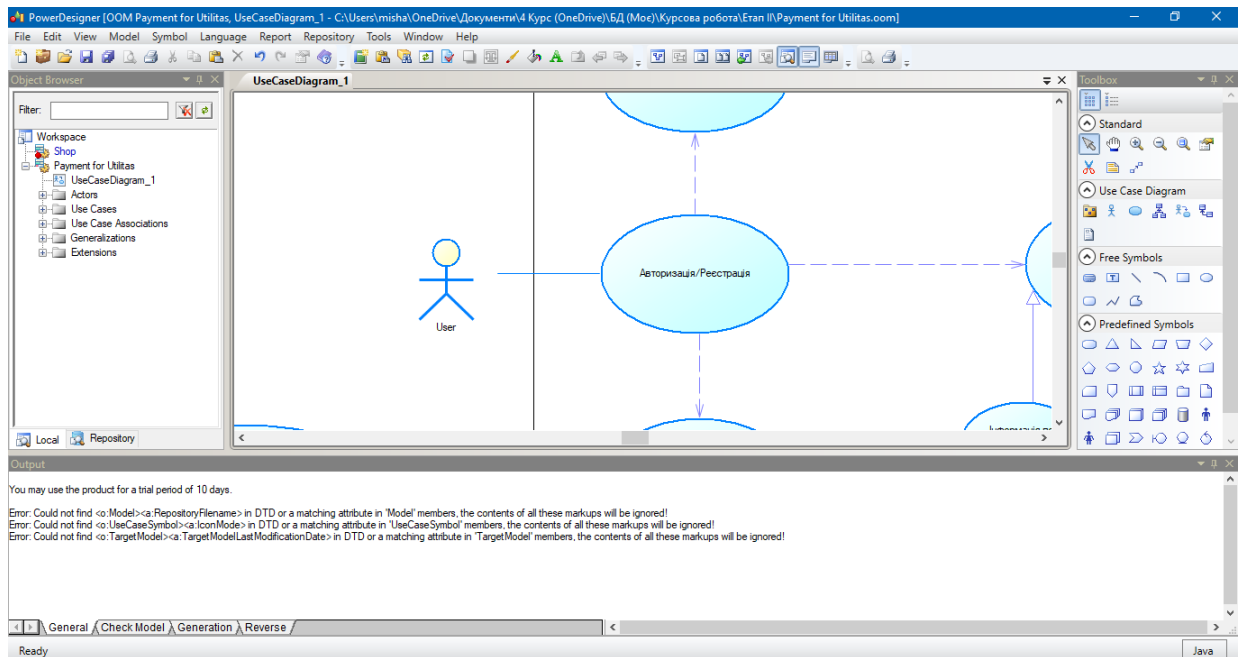 PowerDesigner [OOM Payment for Utilitas, UseCaseDiagram_1 - C:\Users\misha\OneDrive\Документи\4 Курс (OneDrive)\БД (Моє)\Курсова робота\Етап II\Payment for Utilitas.oom]
File Edit View Model Symbol Language Report Repository Tools Window Help
Object Browser
UseCaseDiagram_1
Toolbox
Filter:
Workspace
Shop
Payment for Utilitas
UseCaseDiagram_1
Actors
Use Cases
Use Case Associations
Generalizations
Extensions
Local Repository
User
Авторизація/Реєстрація
Standard
Use Case Diagram
Free Symbols
Predefined Symbols
Output
You may use the product for a trial period of 10 days.
Error: Could not find <o:Model><a:RepositoryFilename> in DTD or a matching attribute in 'Model' members, the contents of all these markups will be ignored!
Error: Could not find <o:UseCaseSymbol><a:IconMode> in DTD or a matching attribute in 'UseCaseSymbol' members, the contents of all these markups will be ignored!
Error: Could not find <o:TargetModel><a:TargetModelLastModificationDate> in DTD or a matching attribute in 'TargetModel' members, the contents of all these markups will be ignored!
General Check Model Generation Reverse
Ready
Java